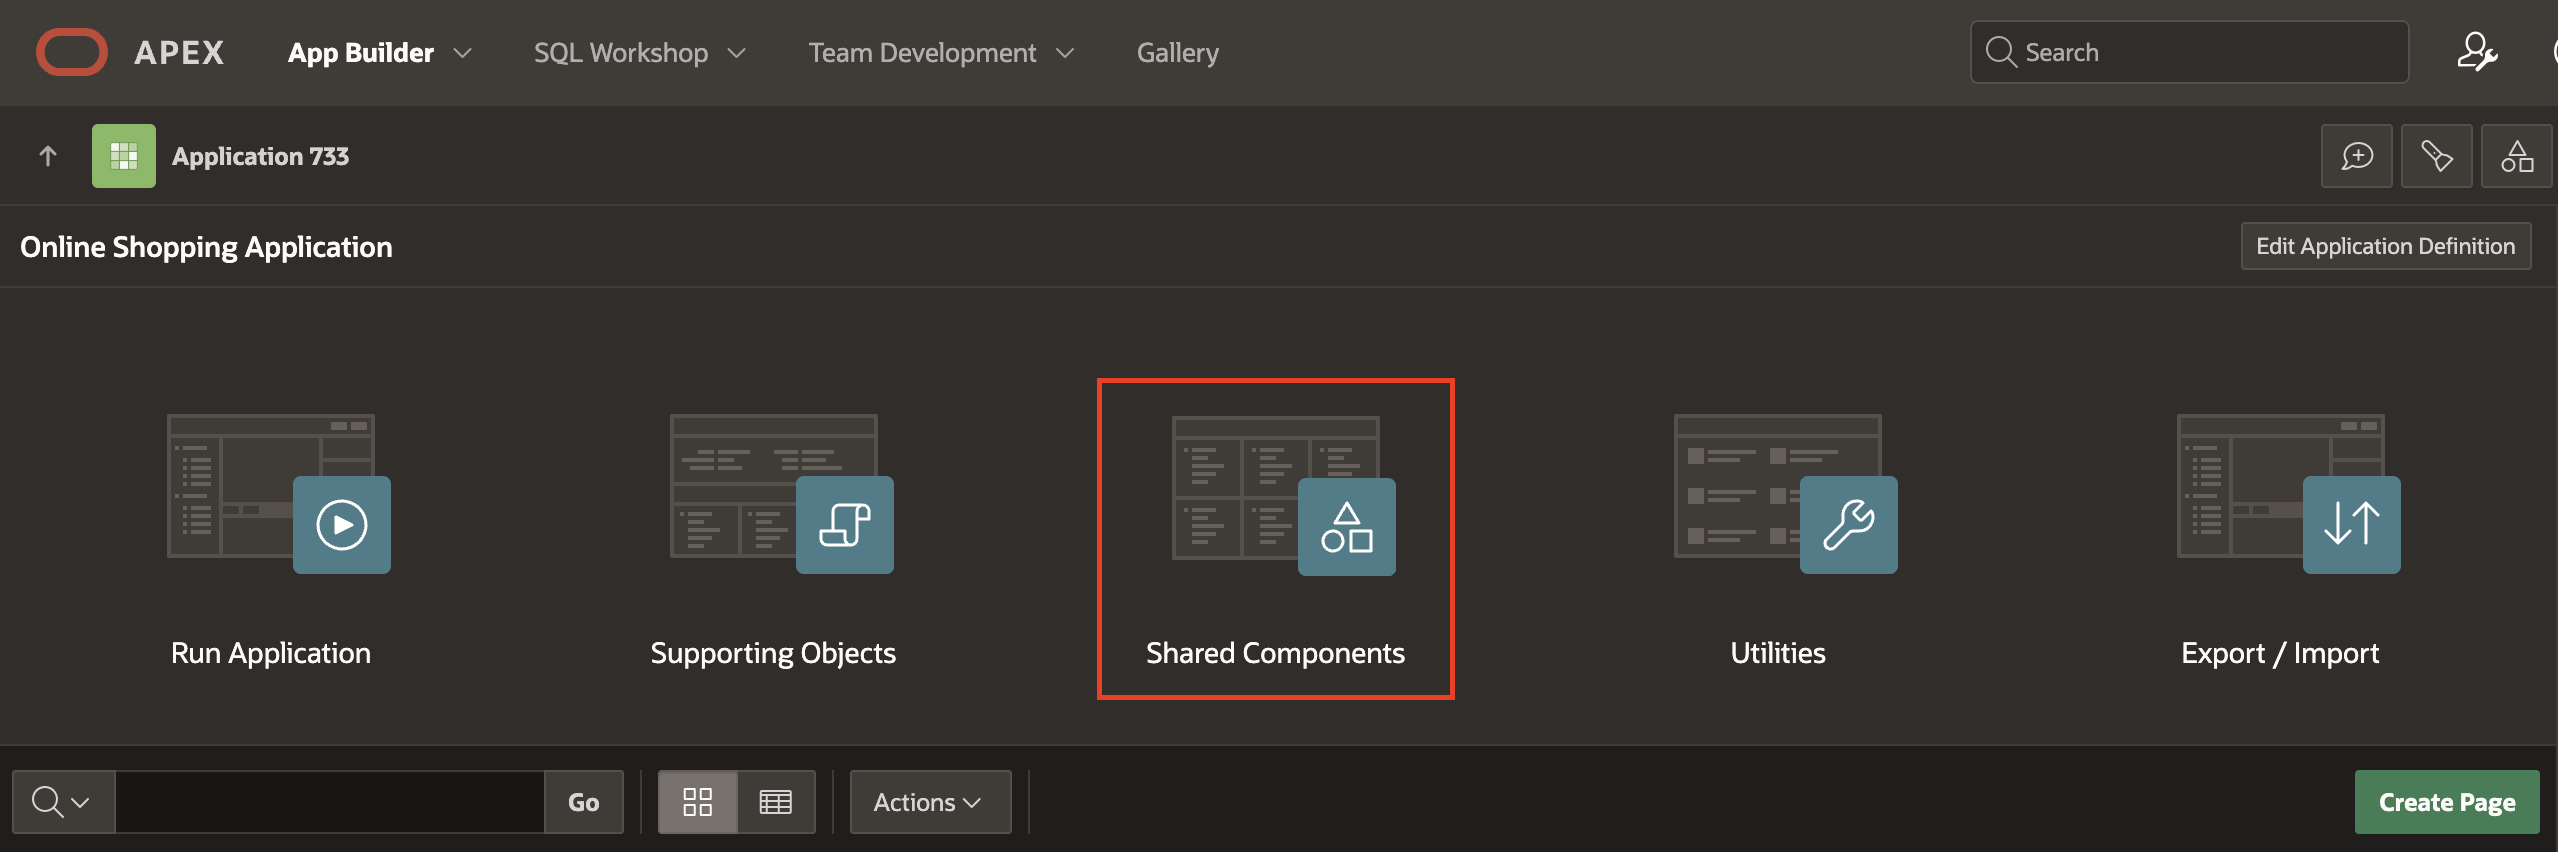 APEX App Builder SQL Workshop Team Development Gallery Search
Application 733
Online Shopping Application Edit Application Definition
Run Application Supporting Objects Shared Components Utilities Export / Import
Go Actions Create Page